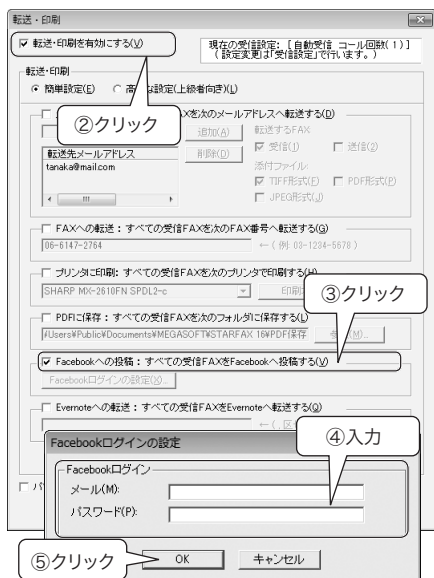 転送・印刷
転送・印刷を有効にする(V)
現在の受信設定: [自動受信 コール回数(1)]
(設定変更は「受信設定」で行います。)
②クリック
転送・印刷
簡単設定(E)
な設定(上級者向き)(L)
Xを次のメールアドレスへ転送する(D)
追加(A)
転送するFAX
受信(1)
送信(2)
転送先メールアドレス
削除(D)
添付ファイル
tanaka@mail.com
TIFF形式(F)
PDF形式(P)
JPEG形式(J)
FAXへの転送:すべての受信FAXを次のFAX番号へ転送する(G)
06-6147-2764
←(例: 03-1234-5678)
プリンタに印刷:すべての受信FAXを次のプリンタで印刷する(H)
SHARP MX-2610FN SPDL2-c
印刷
③クリック
PDFに保存:すべての受信FAXを次のフォルダに保存する(L)
/Users¥Public¥Documents¥MEGASOFT¥STARFAX 16¥PDF保存
(M)...
Facebookへの投稿:すべての受信FAXをFacebookへ投稿する(V)
Facebookログインの設定(X)...
Evernoteへの転送:すべての受信FAXをEvernoteへ転送する(Q)
④入力
Facebookログインの設定
Facebookログイン
メール(M):
パスワード(P):
⑤クリック
OK
キャンセル